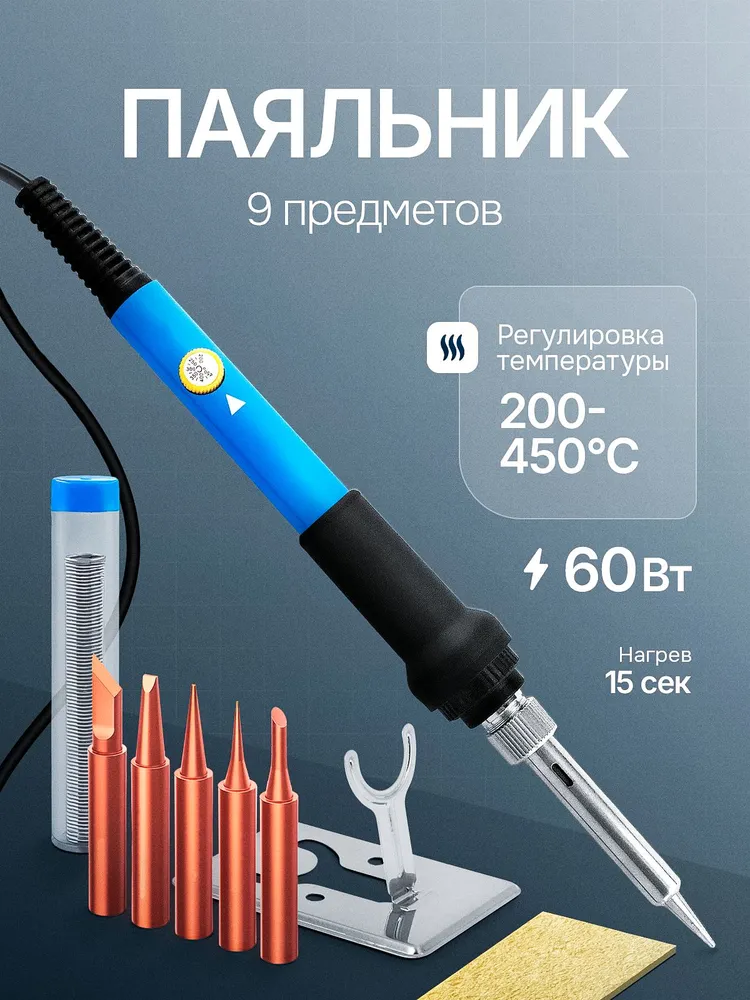 ПАЯЛЬНИК
9 предметов
Регулировка
температуры
200-
450°C
60 Вт
Нагрев
15 сек